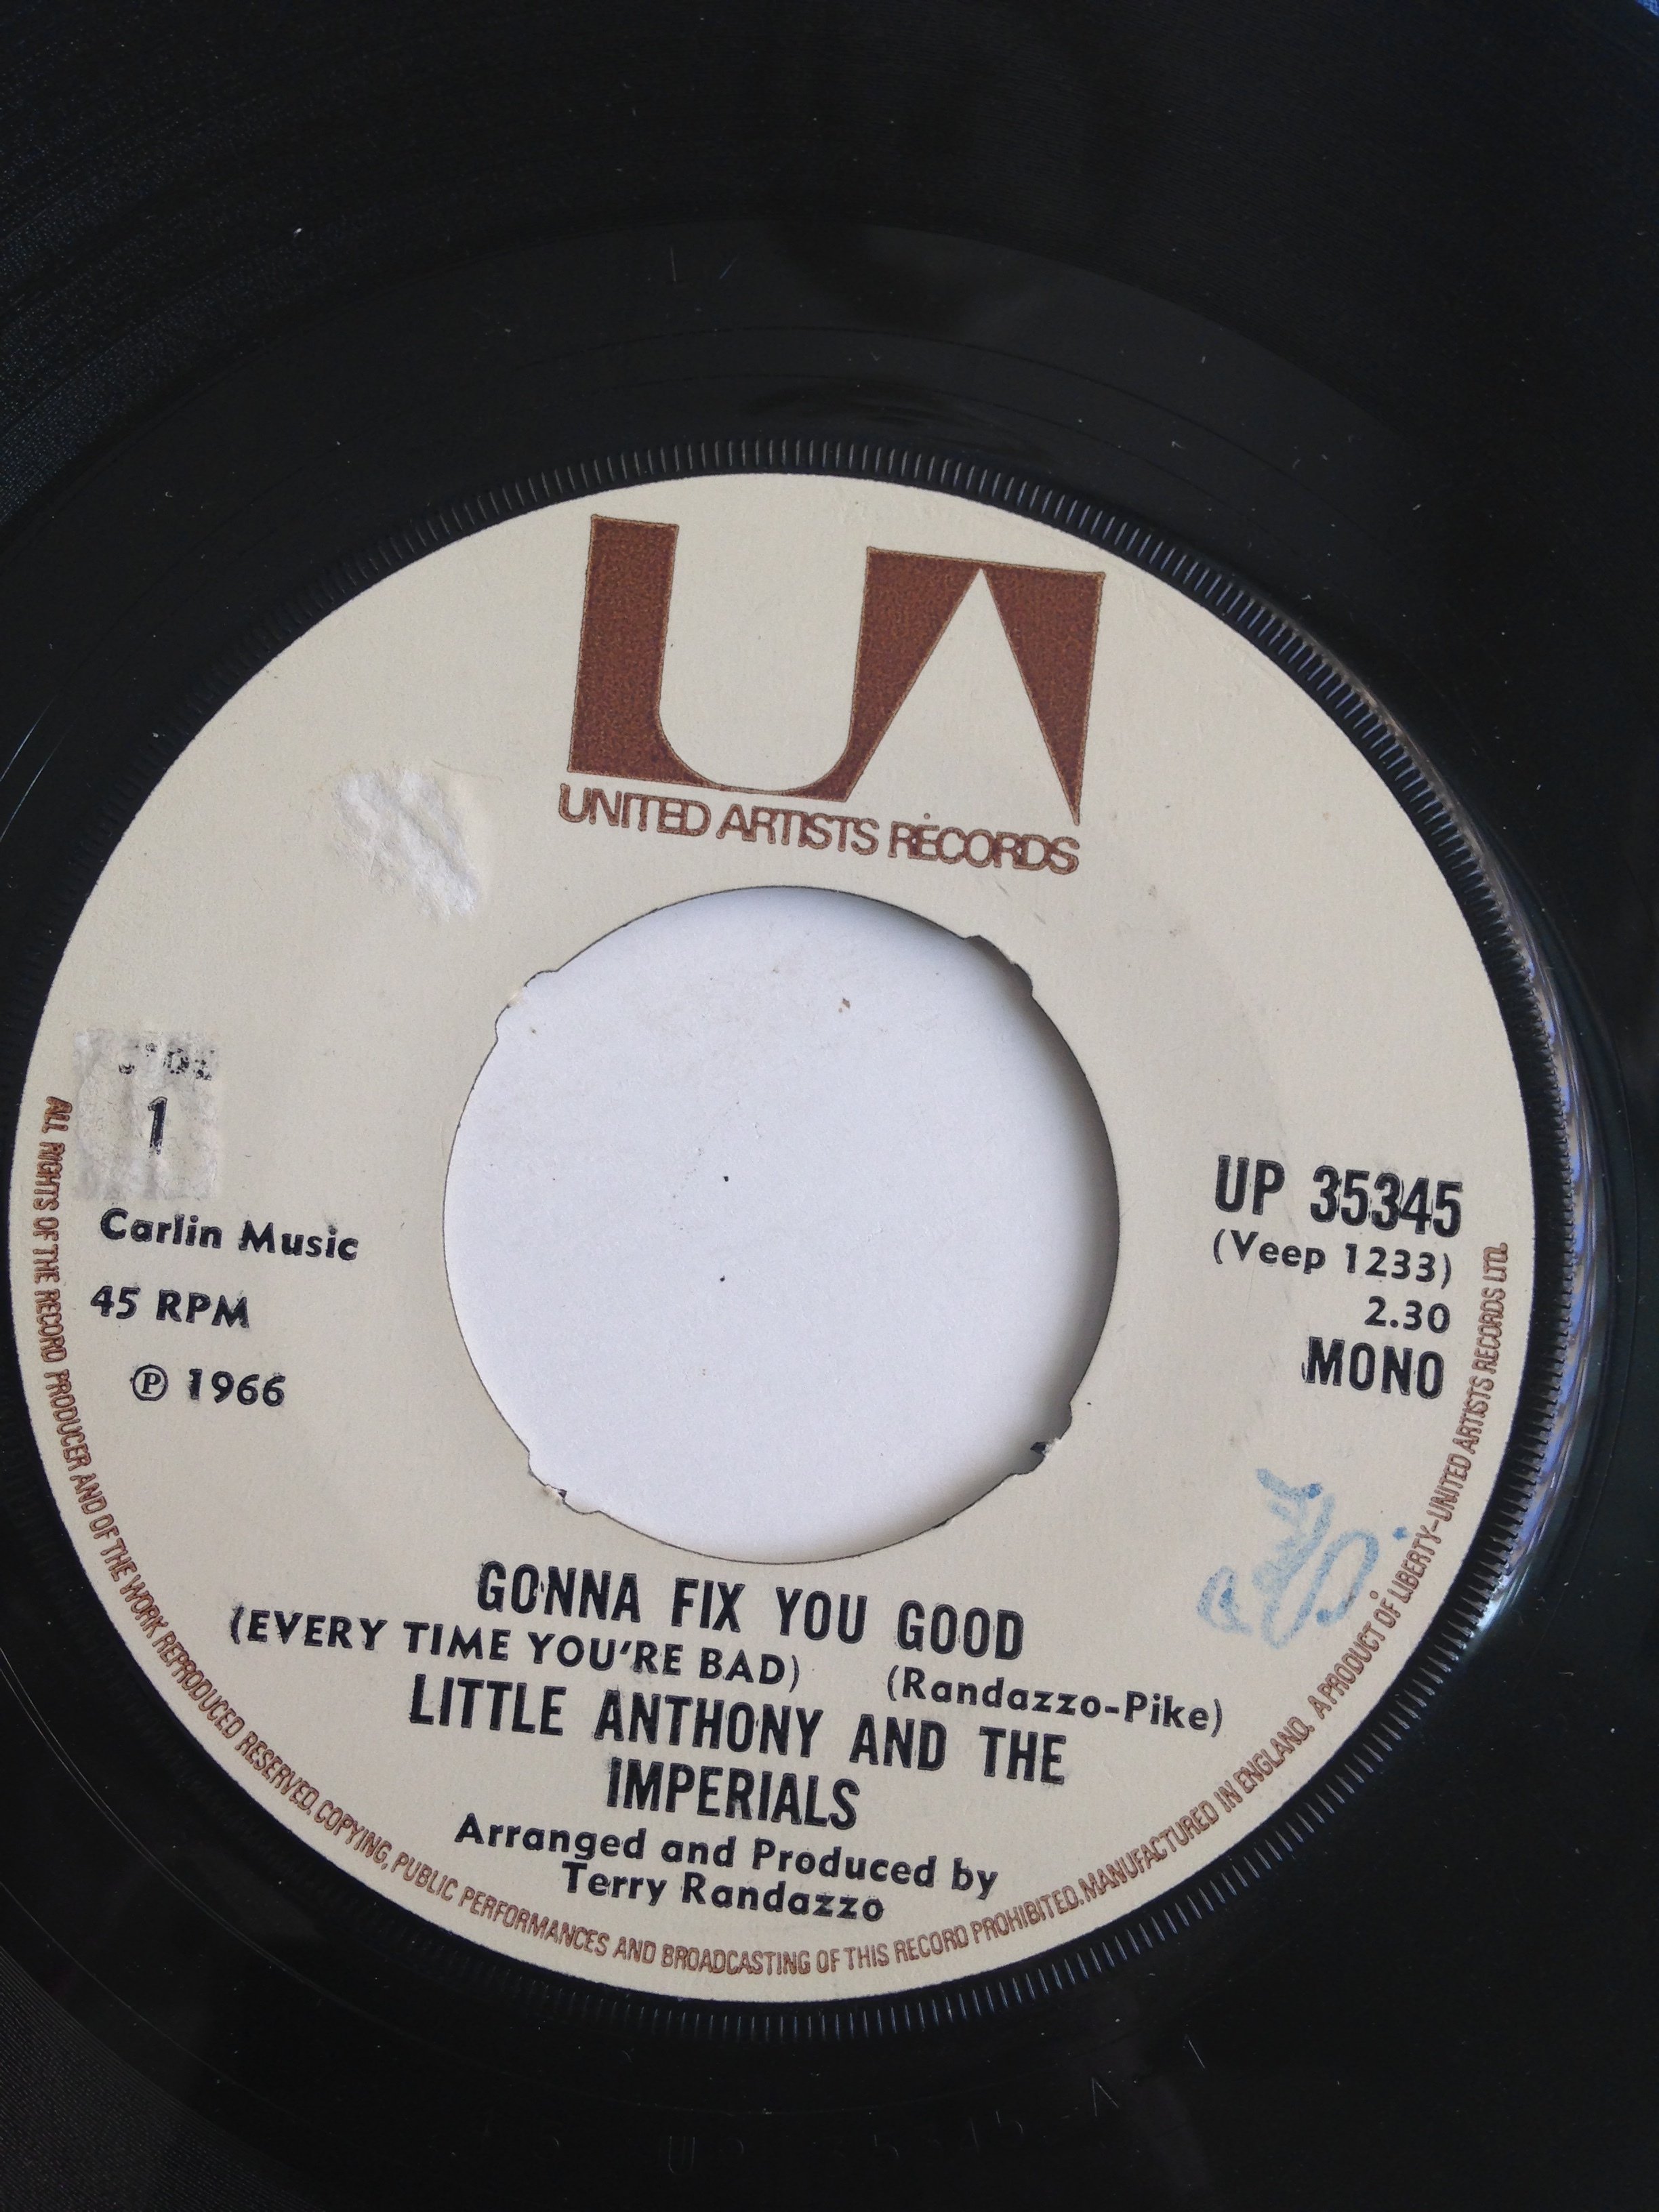 UA
UNITED ARTISTS RECORDS
SIDE
1
Carlin Music
45 RPM
℗ 1966
UP 35345
(Veep 1233)
2.30
MONO
GONNA FIX YOU GOOD
(EVERY TIME YOU'RE BAD) (Randazzo-Pike)
LITTLE ANTHONY AND THE
IMPERIALS
Arranged and Produced by
Terry Randazzo
ALL RIGHTS OF THE RECORD PRODUCER AND OF THE WORK REPRODUCED RESERVED. COPYING, PUBLIC PERFORMANCES AND BROADCASTING OF THIS RECORD PROHIBITED. MANUFACTURED IN ENGLAND. A PRODUCT OF LIBERTY-UNITED ARTISTS RECORDS LTD.